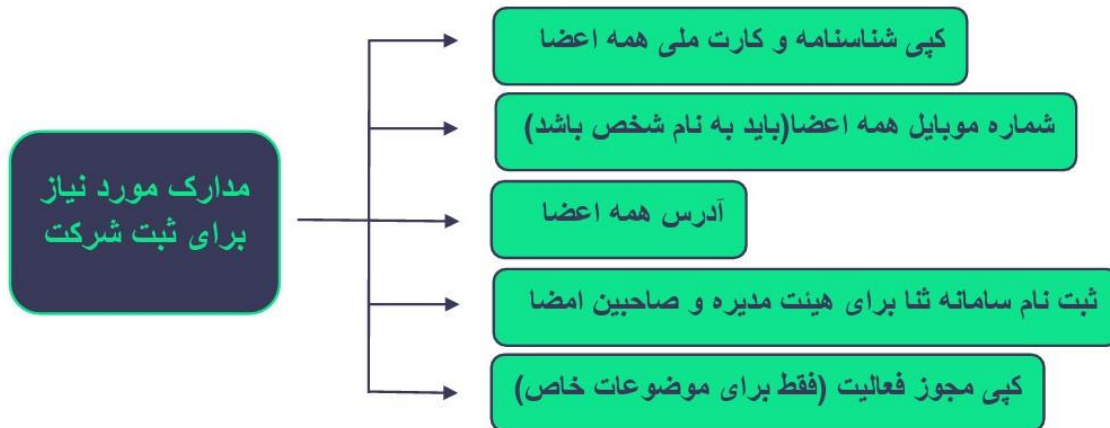 مدارک مورد نیاز
برای ثبت شرکت
کپی شناسنامه و کارت ملی همه اعضا
شماره موبایل همه اعضا(باید به نام شخص باشد)
آدرس همه اعضا
ثبت نام سامانه ثنا برای هیئت مدیره و صاحبین امضا
کپی مجوز فعالیت (فقط برای موضوعات خاص)